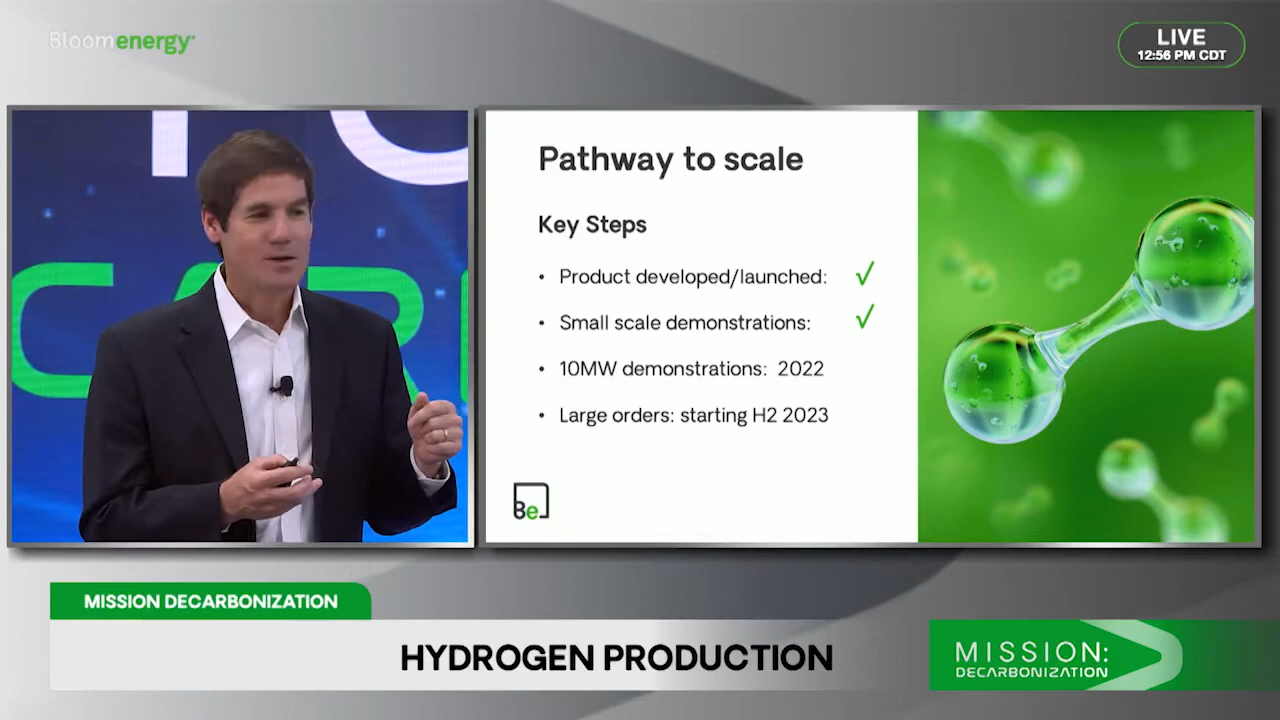 Bloomenergy
LIVE
12:56 PM CDT
Pathway to scale
Key Steps
• Product developed/launched: ✓
• Small scale demonstrations: ✓
• 10MW demonstrations: 2022
• Large orders: starting H2 2023
Be
MISSION DECARBONIZATION
HYDROGEN PRODUCTION
MISSION:
DECARBONIZATION